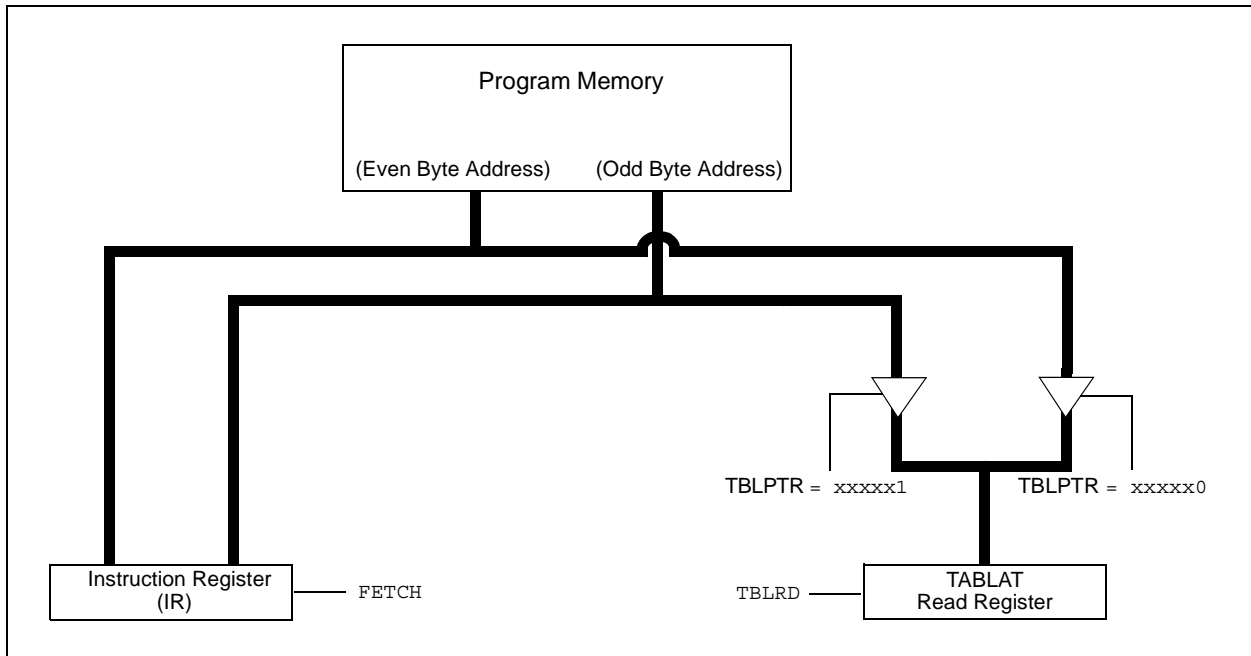 Program Memory
(Even Byte Address) (Odd Byte Address)
TBLPTR = xxxxx1
TBLPTR = xxxxx0
Instruction Register
(IR)
FETCH
TBLRD
TABLAT
Read Register